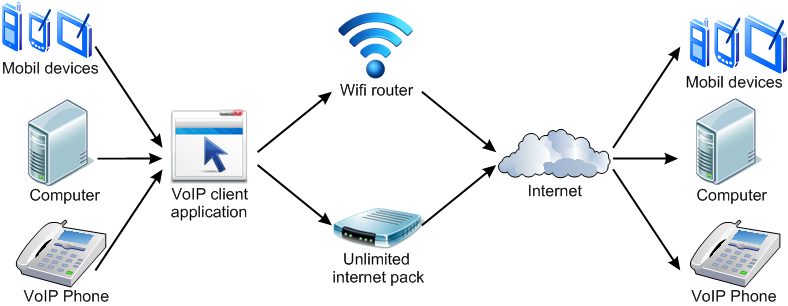 Mobil devices
Computer
VoIP Phone
VoIP client
application
Wifi router
Unlimited
internet pack
Internet
Mobil devices
Computer
VoIP Phone